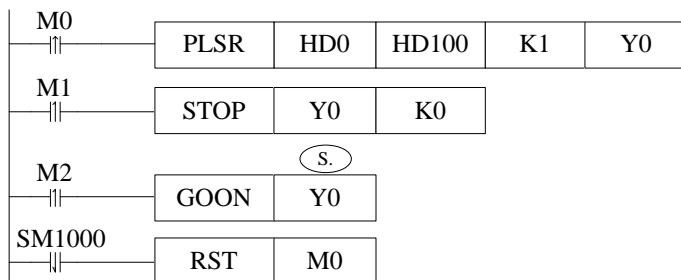 M0
PLSR HD0 HD100 K1 Y0
M1
STOP Y0 K0
S.
M2
GOON Y0
SM1000
RST M0